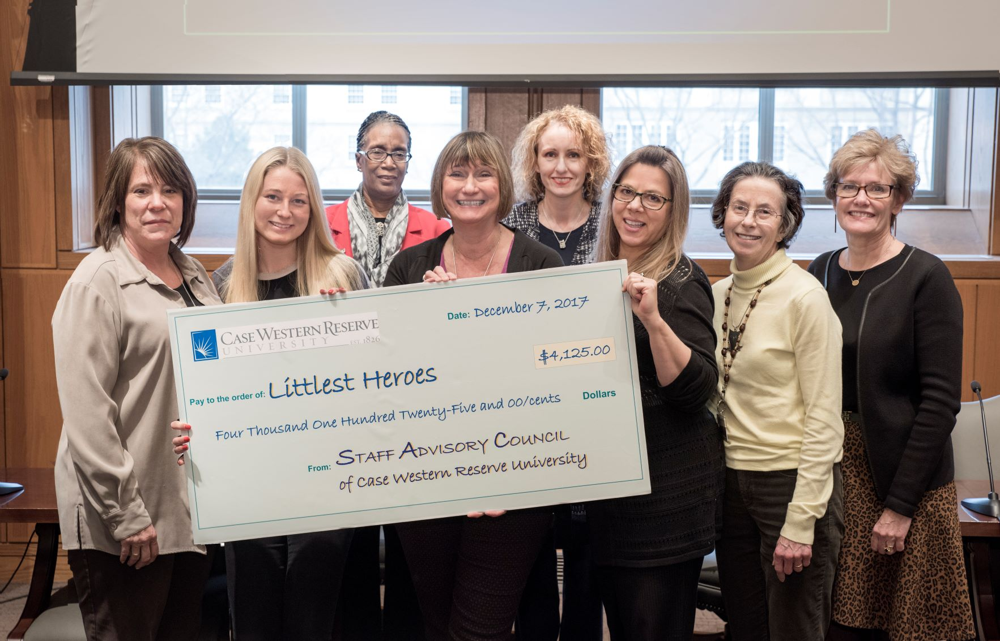 CASE WESTERN RESERVE
UNIVERSITY EST. 1826
Date: December 7, 2017
$4,125.00
Pay to the order of: Littlest Heroes
Four Thousand One Hundred Twenty-Five and 00/cents Dollars
From: STAFF ADVISORY COUNCIL
of Case Western Reserve University